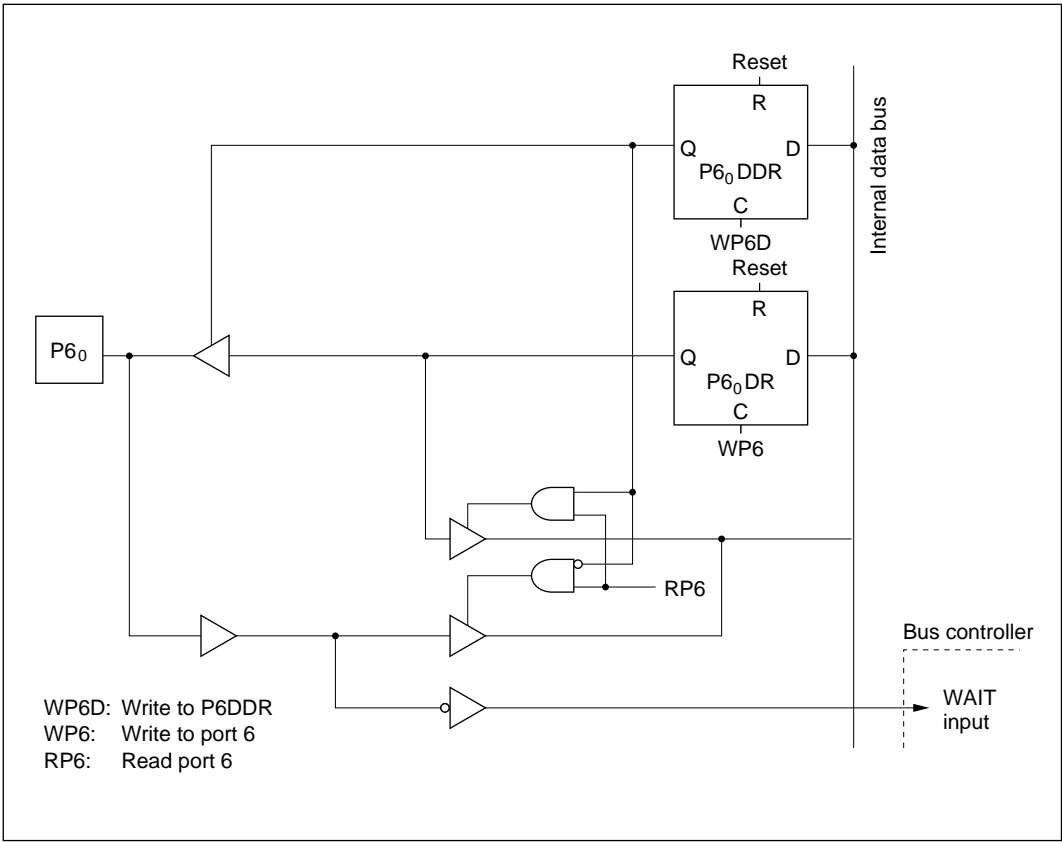 Reset
R
Q
D
P6₀DDR
C
WP6D
Internal data bus
Reset
R
P6₀
Q
D
P6₀DR
C
WP6
RP6
Bus controller
WAIT
input
WP6D: Write to P6DDR
WP6: Write to port 6
RP6: Read port 6